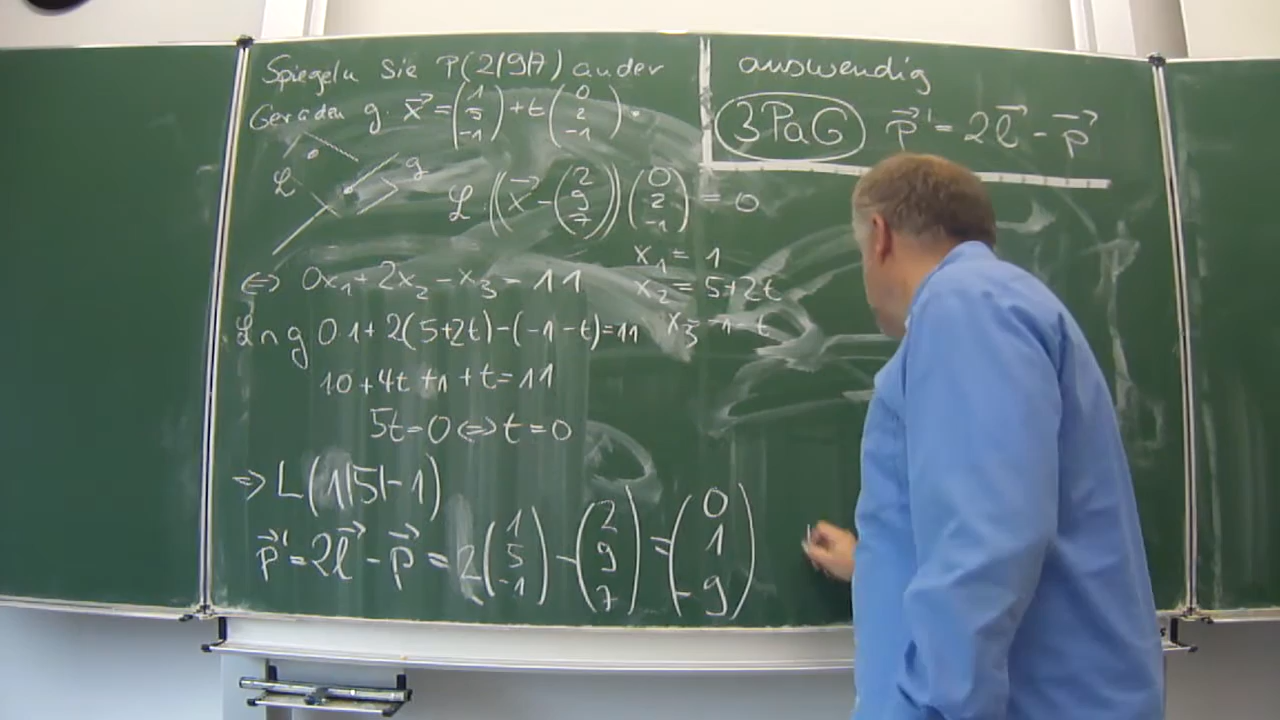 Spiegeln Sie P(2|9|7) an der
Geraden g: x⃗ = (1 5 -1) + t (0 2 -1).
L g
L: (x⃗ - (2 9 7)) (0 2 -1) = 0
⇔ 0x₁ + 2x₂ - x₃ = 11
x₁ = 1
x₂ = 5+2t
x₃ = -1-t
L ∩ g 0·1 + 2(5+2t) - (-1-t) = 11
10 + 4t + 1 + t = 11
5t = 0 ⇔ t = 0
⇒ L(1|5|-1)
p⃗' = 2l⃗ - p⃗ = 2 (1 5 -1) - (2 9 7) = (0 1 -9)
auswendig
3PaG p⃗' = 2l⃗ - p⃗